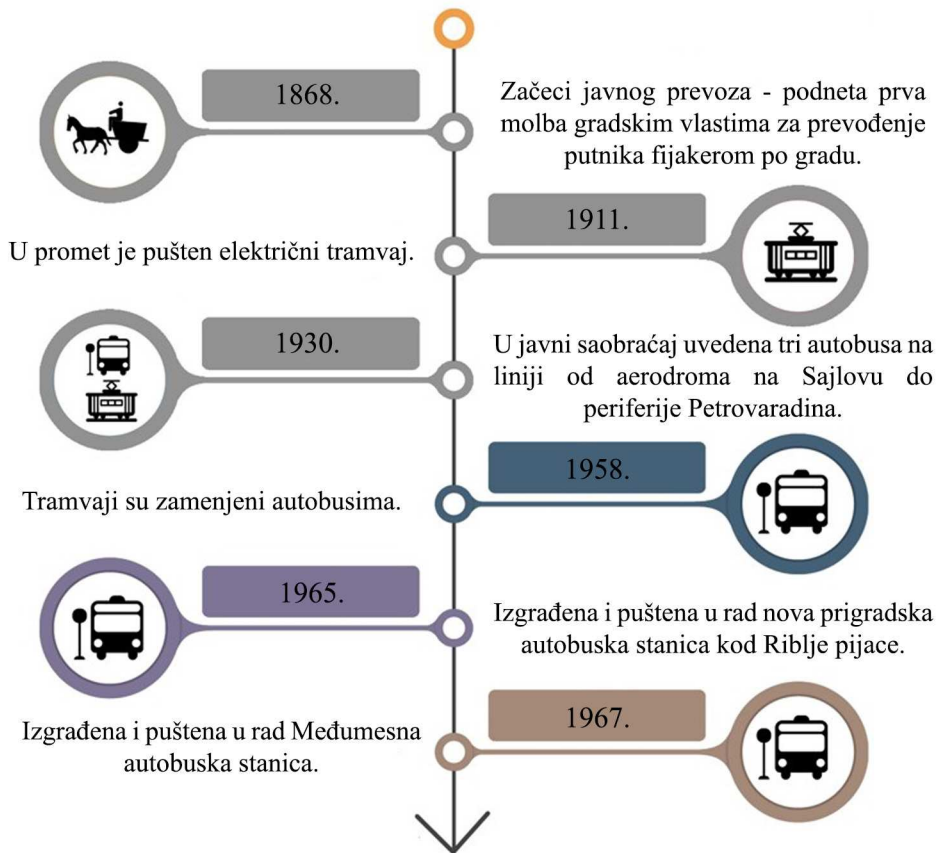 1868.
Začeci javnog prevoza - podneta prva
molba gradskim vlastima za prevođenje
putnika fijakerom po gradu.
1911.
U promet je pušten električni tramvaj.
1930.
U javni saobraćaj uvedena tri autobusa na
liniji od aerodroma na Sajlovu do
periferije Petrovaradina.
1958.
Tramvaji su zamenjeni autobusima.
1965.
Izgrađena i puštena u rad nova prigradska
autobuska stanica kod Riblje pijace.
1967.
Izgrađena i puštena u rad Međumesna
autobuska stanica.